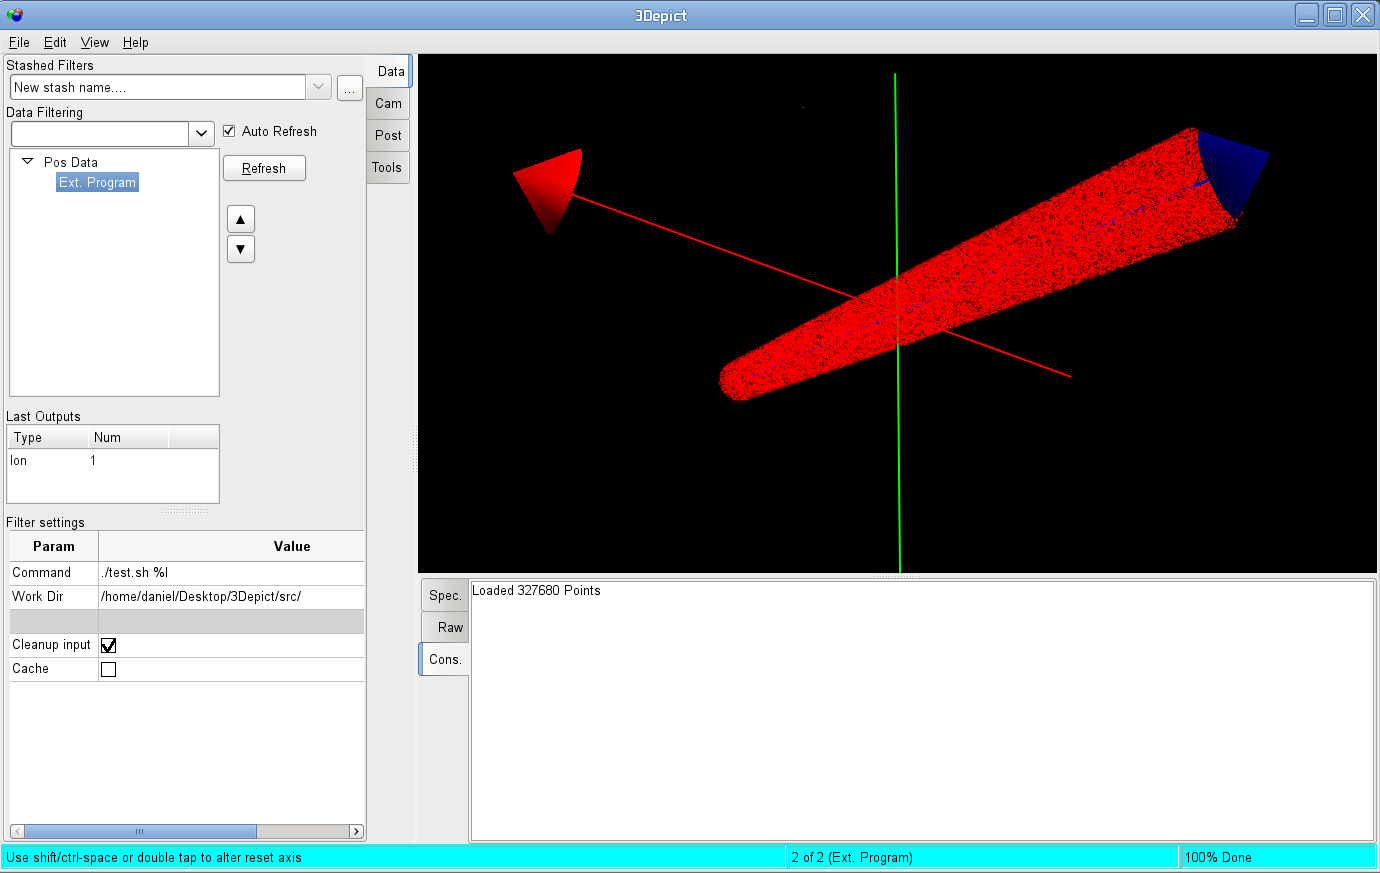 3Depict
File Edit View Help
Stashed Filters
New stash name....
...
Data Filtering
Auto Refresh
Pos Data
Ext. Program
Refresh
Data
Cam
Post
Tools
Last Outputs
Type Num
Ion 1
Filter settings
Param Value
Command ./test.sh %I
Work Dir /home/daniel/Desktop/3Depict/src/
Cleanup input
Cache
Spec.
Raw
Cons.
Loaded 327680 Points
Use shift/ctrl-space or double tap to alter reset axis
2 of 2 (Ext. Program)
100% Done